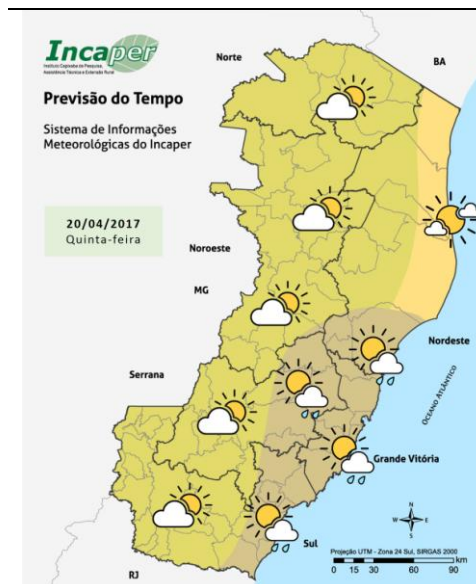 Incaper
Instituto Capixaba de Pesquisa,
Assistência Técnica e Extensão Rural
Previsão do Tempo
Sistema de Informações
Meteorológicas do Incaper
20/04/2017
Quinta-feira
Norte
BA
Noroeste
MG
Nordeste
Serrana
OCEANO ATLÂNTICO
Grande Vitória
N
W
E
S
Sul
RJ
Projeção UTM - Zona 24 Sul, SIRGAS 2000
km
0 15 30 60 90